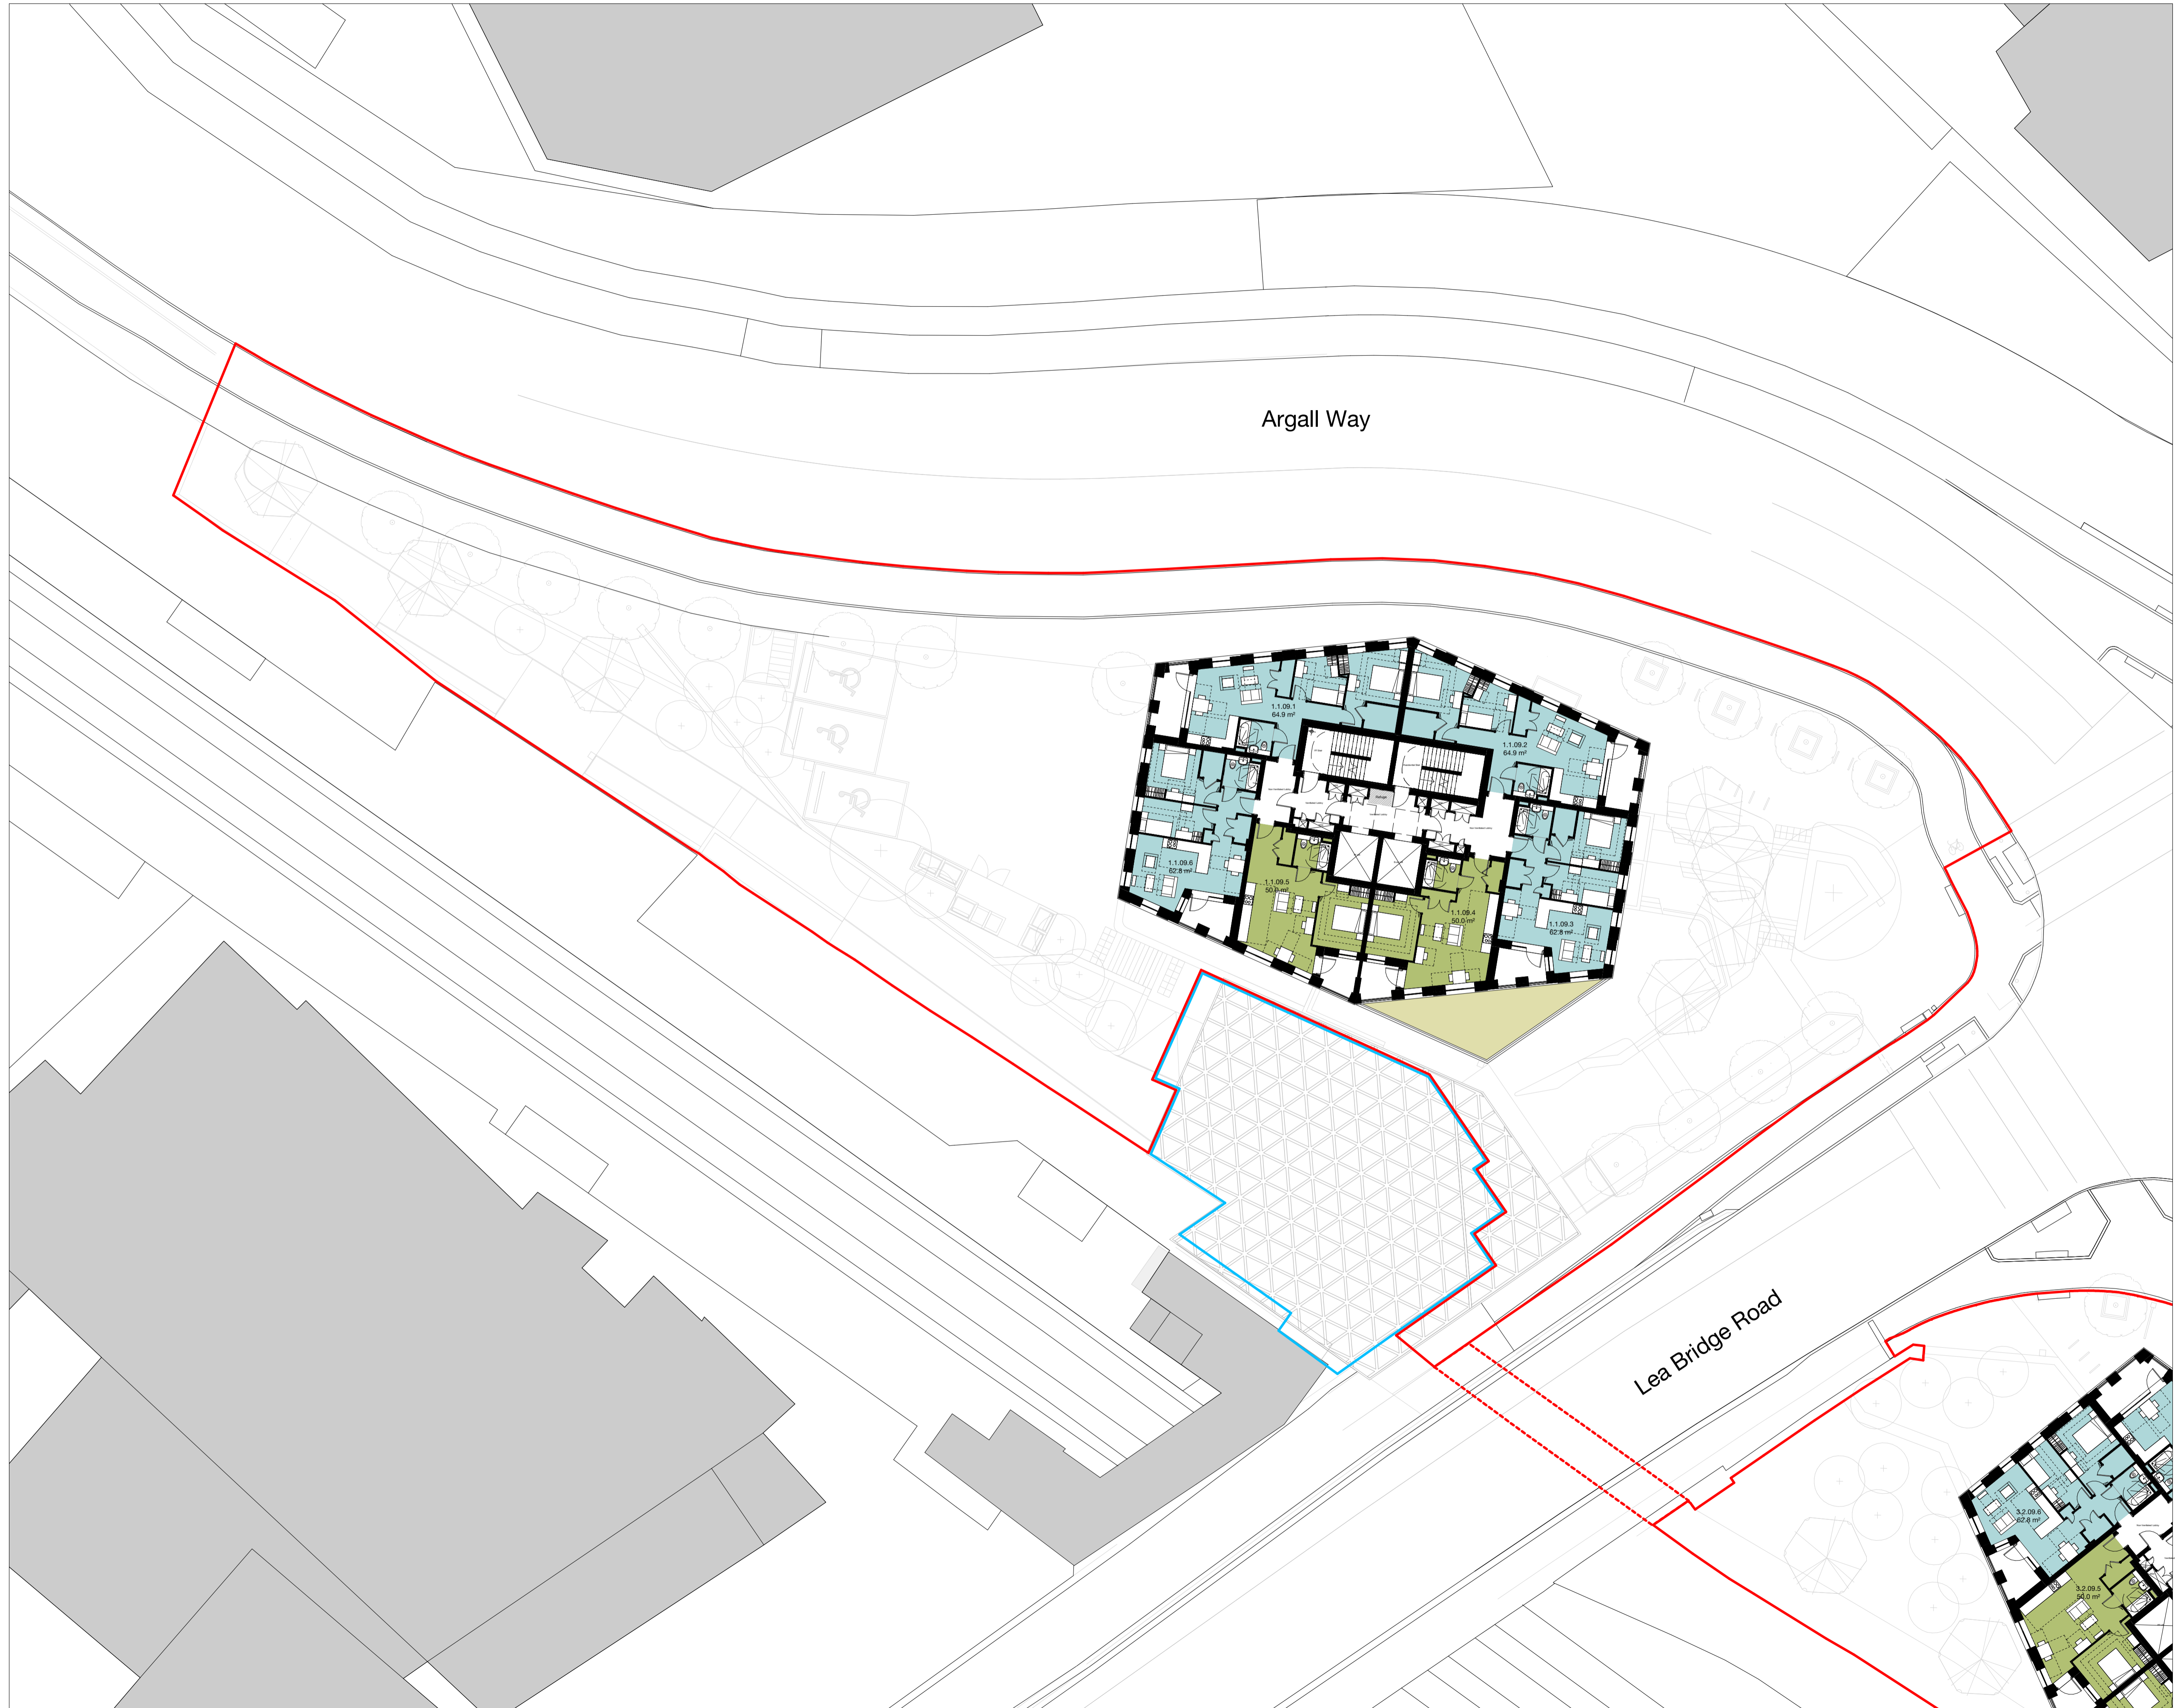 Argall Way
1.1.09.1
64.9 m²
1.1.09.2
64.9 m²
1.1.09.6
62.8 m²
1.1.09.5
50.0 m²
1.1.09.4
50.0 m²
1.1.09.3
62.8 m²
Lea Bridge Road
3.2.09.6
62.8 m²
3.2.09.5
50.0 m²